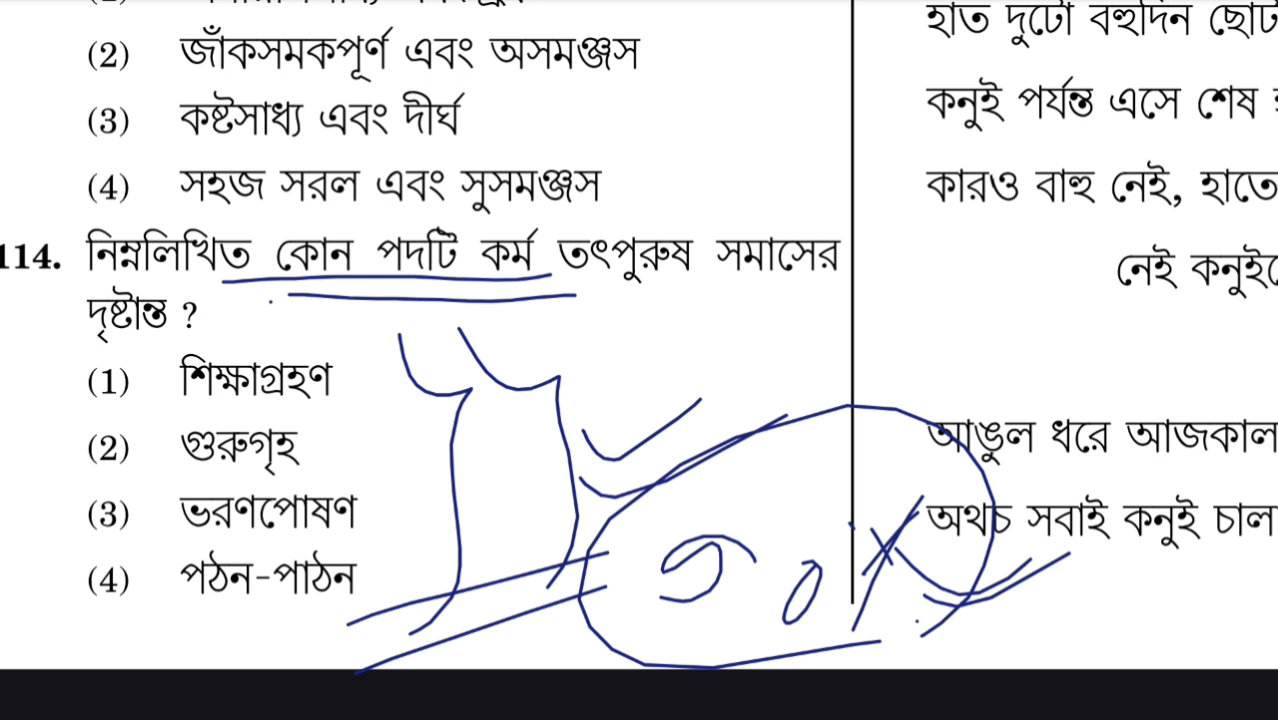 (2) জাঁকসমকপূর্ণ এবং অসমঞ্জস
(3) কষ্টসাধ্য এবং দীর্ঘ
(4) সহজ সরল এবং সুসমঞ্জস
114. নিম্নলিখিত কোন পদটি কর্ম তৎপুরুষ সমাসের
দৃষ্টান্ত ?
(1) শিক্ষাগ্রহণ
(2) গুরুগৃহ
(3) ভরণপোষণ
(4) পঠন-পাঠন
হাত দুটো বহুদিন ছোট
কনুই পর্যন্ত এসে শেষ
কারও বাহু নেই, হাতে
নেই কনুই
আঙুল ধরে আজকাল
অথচ সবাই কনুই চাল